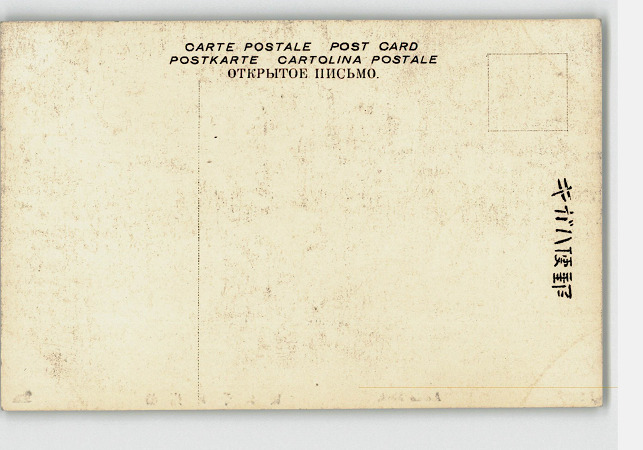 CARTE POSTALE POST CARD
POSTKARTE CARTOLINA POSTALE
ОТКРЫТОЕ ПИСЬМО.
郵便ハガキ